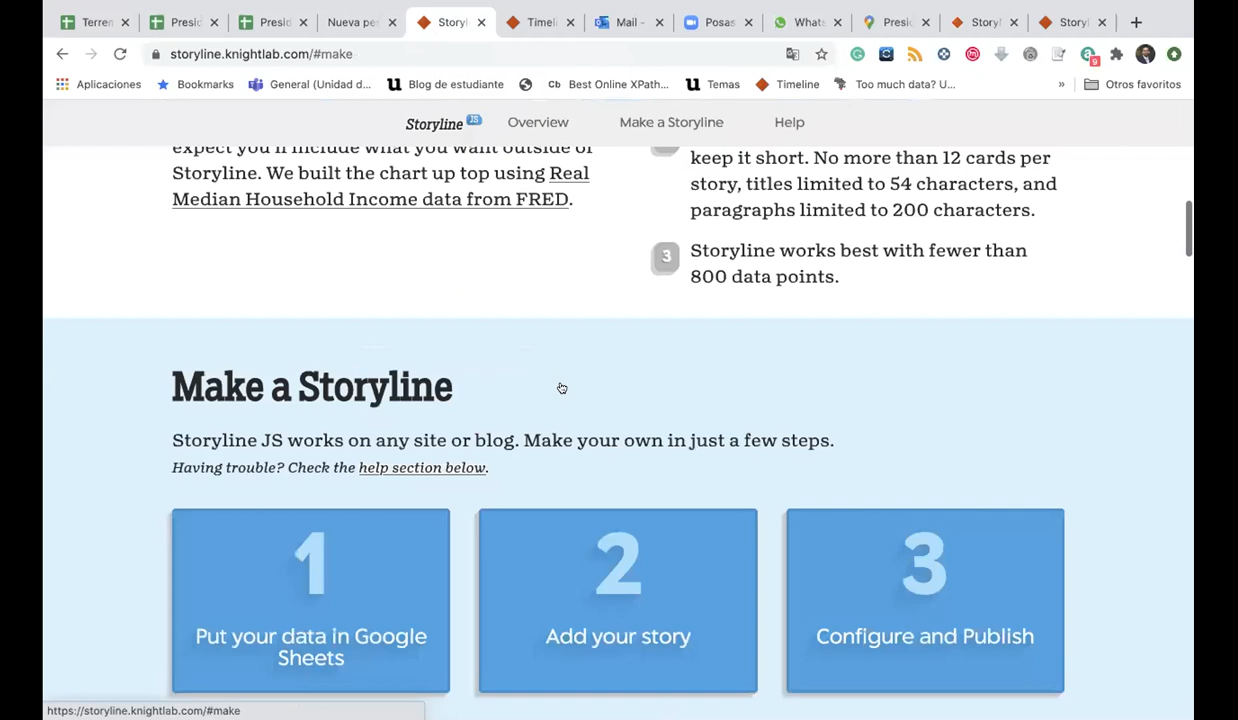 Terren
Presid
Presid
Nueva pes
Storyl
Timeli
Mail –
Posas
Whats
Presid
Storyl
Storyl
storyline.knightlab.com/#make
9
Aplicaciones
Bookmarks
General (Unidad d...
Blog de estudiante
Cb Best Online XPath...
Temas
Timeline
Too much data? U...
»
Otros favoritos
Storyline JS
Overview
Make a Storyline
Help
expect you'll include what you want outside of
Storyline. We built the chart up top using Real
Median Household Income data from FRED.
keep it short. No more than 12 cards per
story, titles limited to 54 characters, and
paragraphs limited to 200 characters.
3 Storyline works best with fewer than
800 data points.
Make a Storyline
Storyline JS works on any site or blog. Make your own in just a few steps.
Having trouble? Check the help section below.
1
Put your data in Google
Sheets
2
Add your story
3
Configure and Publish
https://storyline.knightlab.com/#make